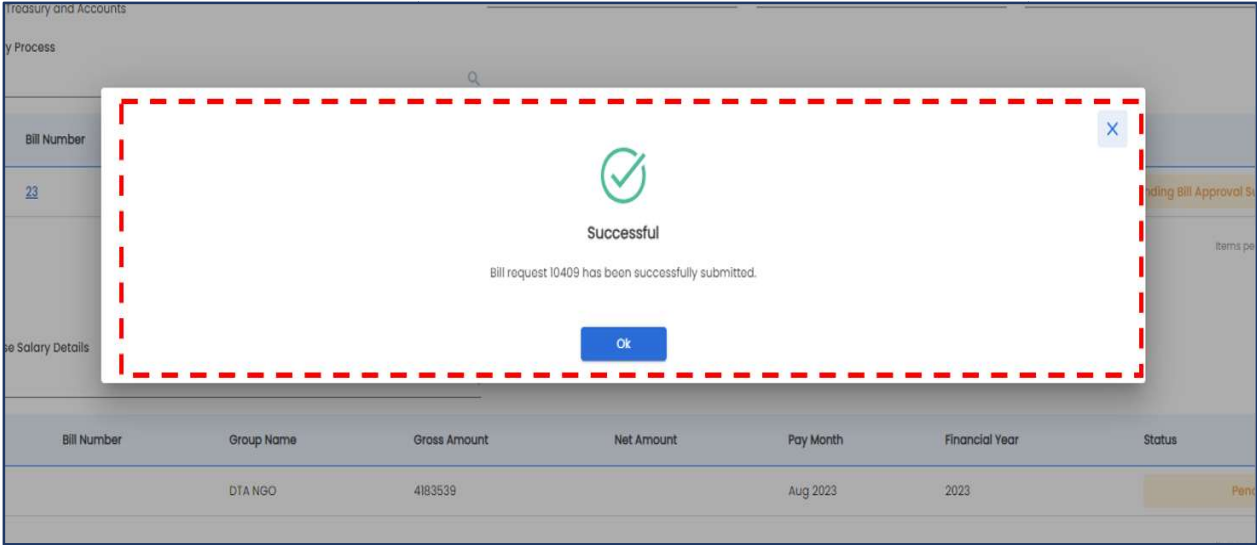 Treasury and Accounts
y Process
Bill Number
X
23
nding Bill Approval Su
Successful
Items pe
Bill request 10409 has been successfully submitted.
Ok
se Salary Details
Bill Number Group Name Gross Amount Net Amount Pay Month Financial Year Status
DTA NGO 4183539 Aug 2023 2023 Pend